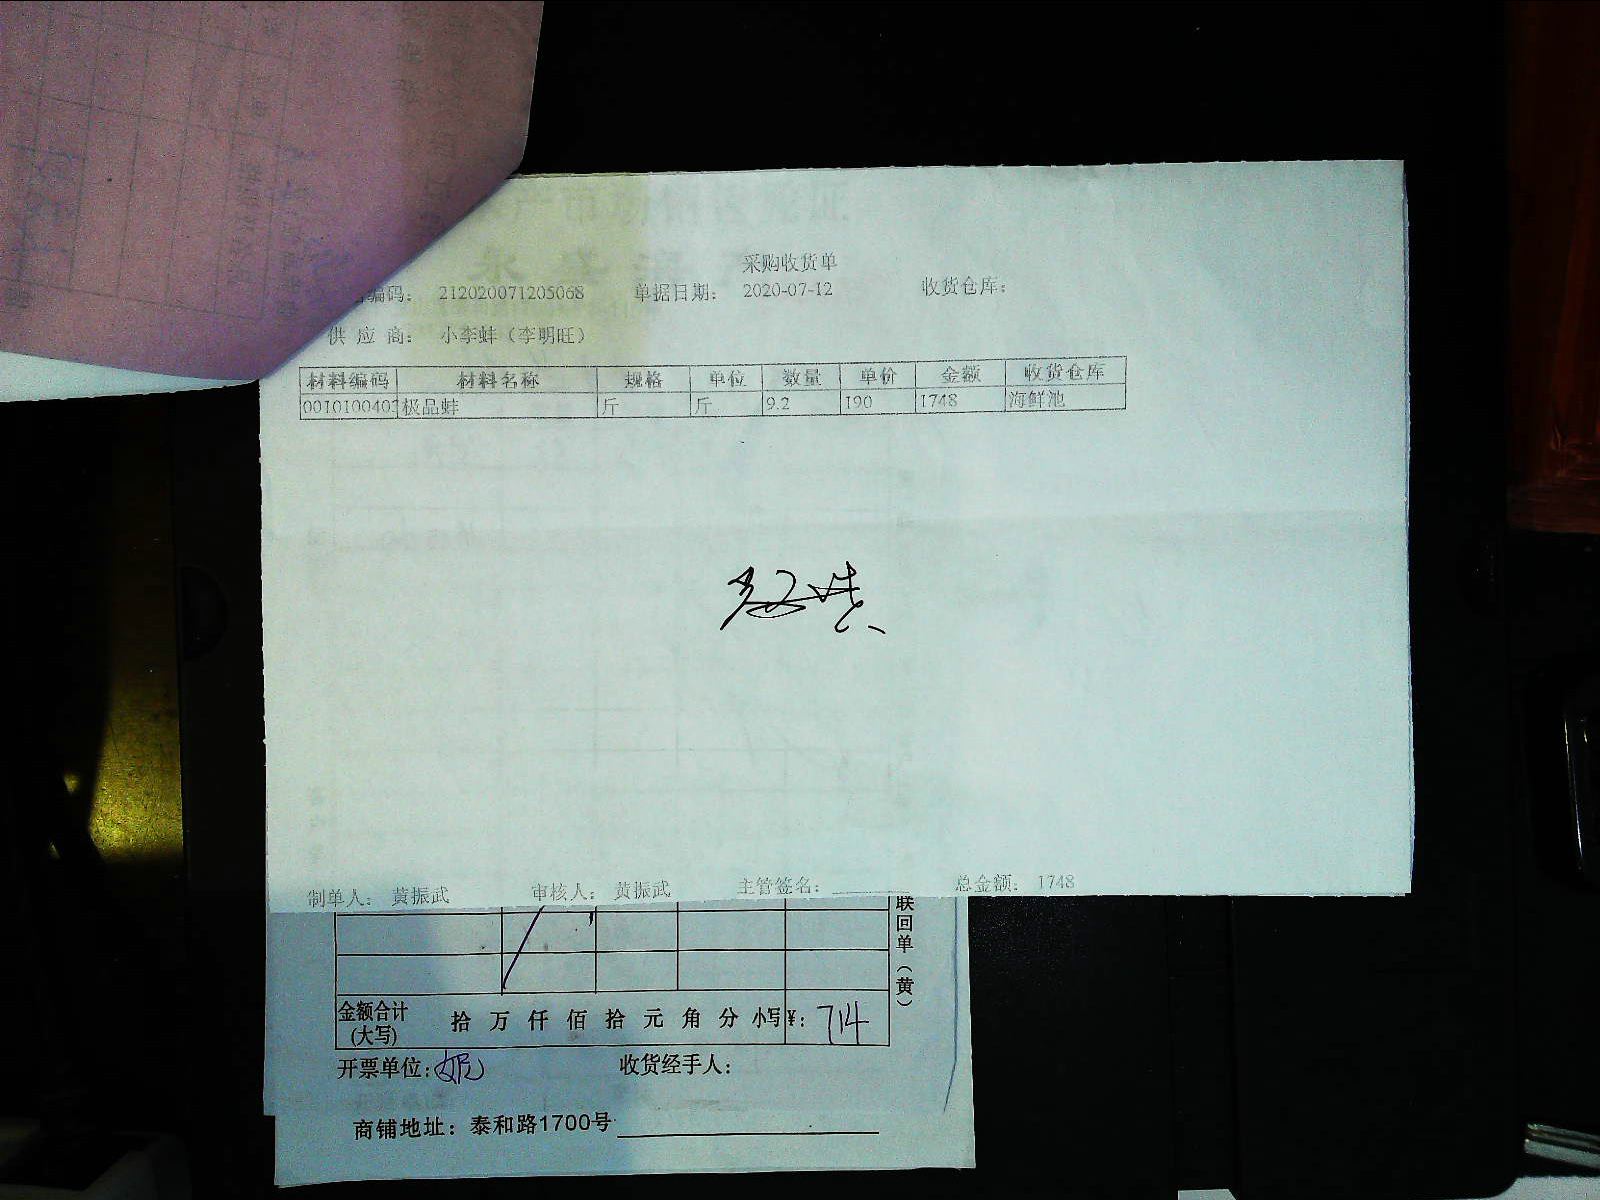 采购收货单
编码： 212020071205068 单据日期： 2020-07-12 收货仓库：
供 应 商： 小李蚌（李明旺）
材料编码 材料名称 规格 单位 数量 单价 金额 收货仓库
0010100403 极品蚌 斤 斤 9.2 190 1748 海鲜池
制单人： 黄振武 审核人： 黄振武 主管签名： 总金额： 1748
联回单（黄）
金额合计(大写) 拾 万 仟 佰 拾 元 角 分 小写¥： 714
开票单位： 收货经手人：
商铺地址：泰和路1700号